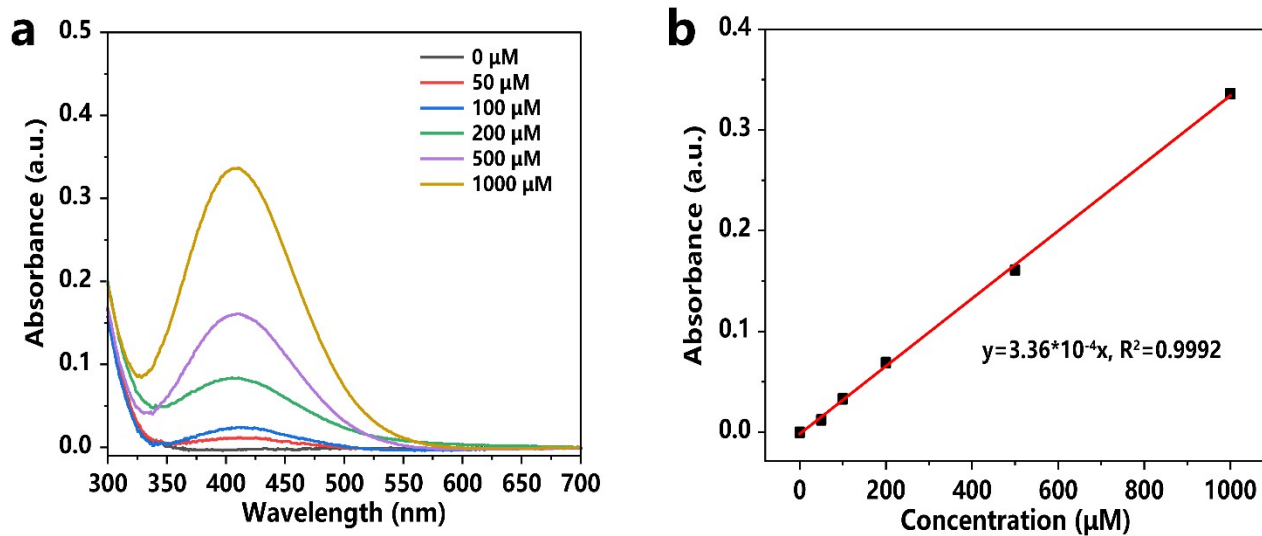 a
0.5
0.4
0.3
0.2
0.1
0.0
Absorbance (a.u.)
300 350 400 450 500 550 600 650 700
Wavelength (nm)
0 μM
50 μM
100 μM
200 μM
500 μM
1000 μM
b
0.4
0.3
0.2
0.1
0.0
Absorbance (a.u.)
0 200 400 600 800 1000
Concentration (μM)
y=3.36*10⁻⁴x, R²=0.9992